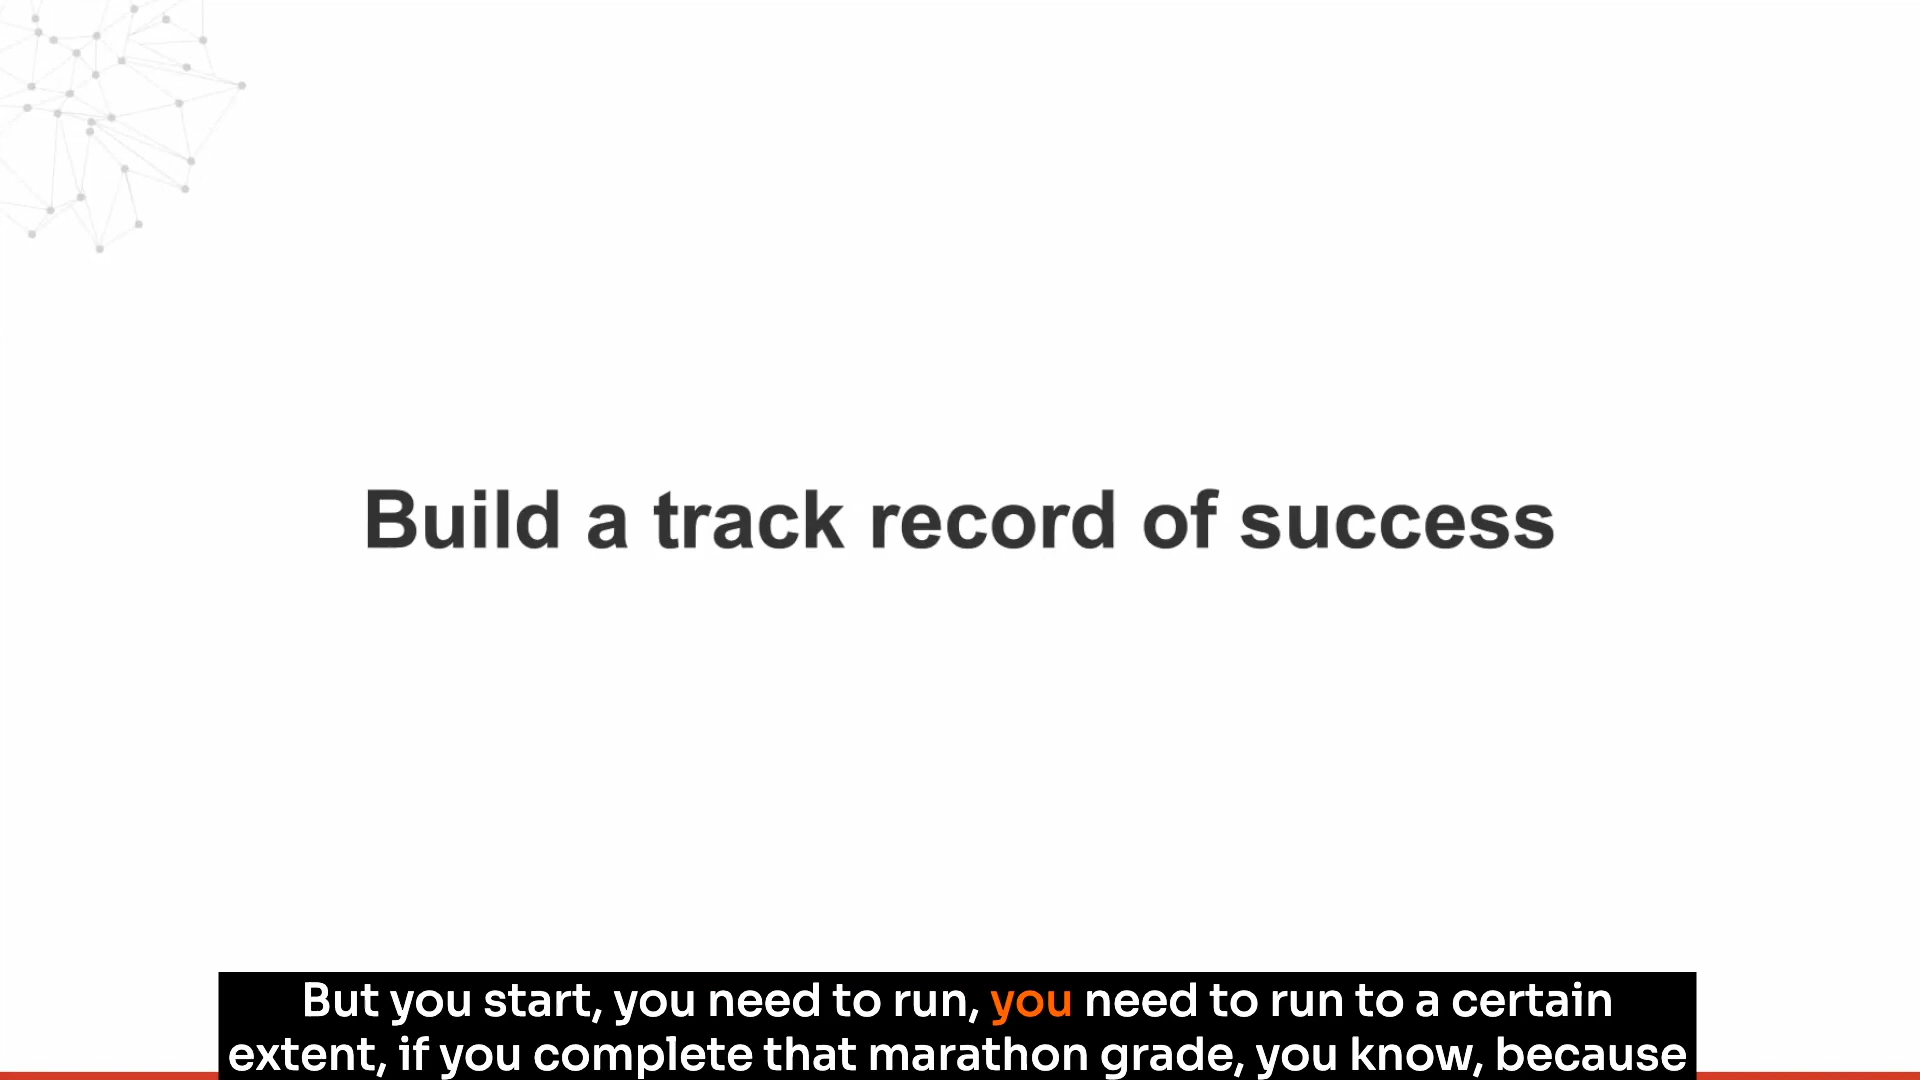 Build a track record of success
But you start, you need to run, you need to run to a certain
extent, if you complete that marathon grade, you know, because